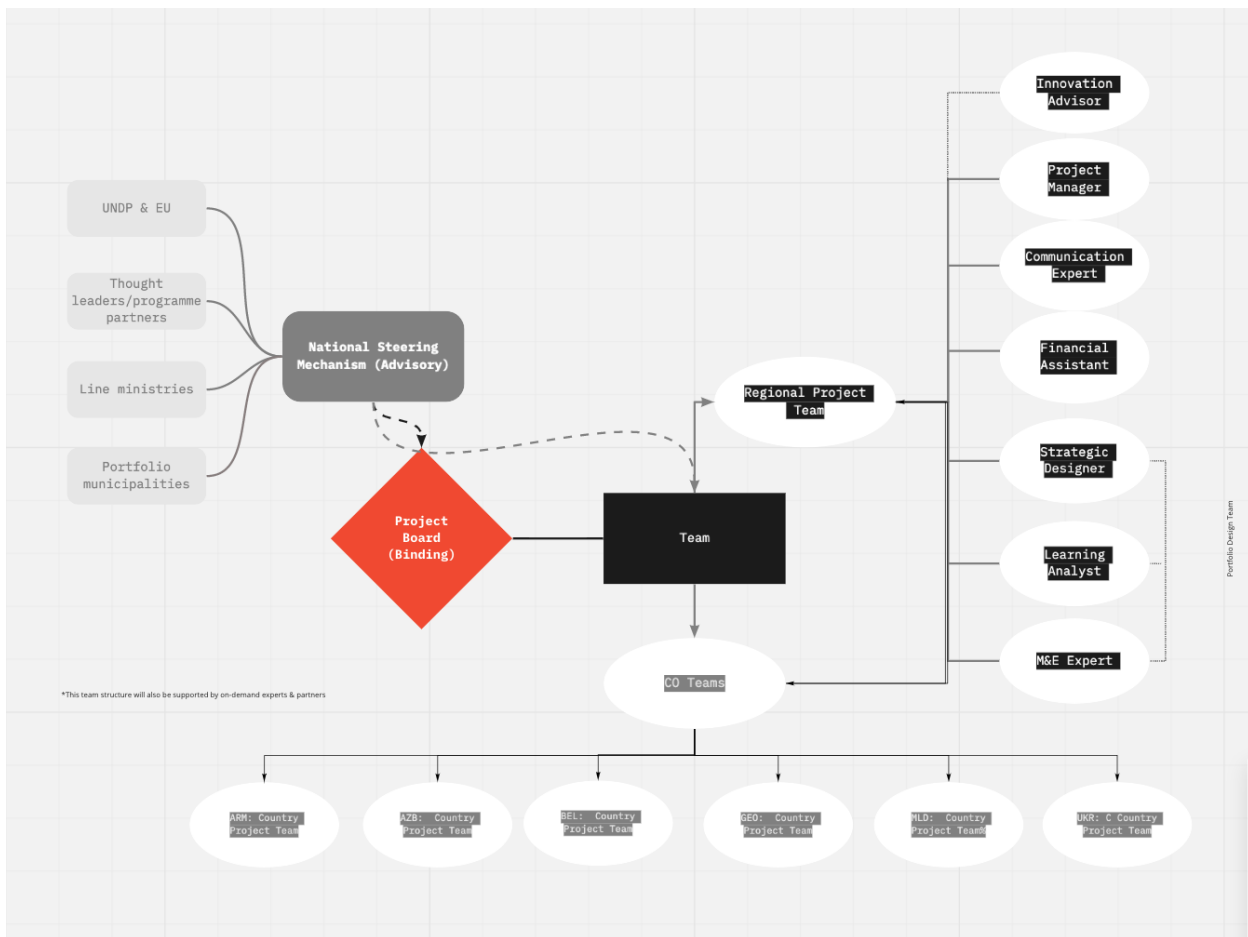 Innovation
Advisor
Project
Manager
UNDP & EU
Communication
Expert
Thought
leaders/programme
partners
National Steering
Mechanism (Advisory)
Financial
Assistant
Line ministries
Regional Project
Team
Strategic
Designer
Portfolio
municipalities
Project
Board
(Binding)
Team
Portfolio Design Team
Learning
Analyst
M&E Expert
CO Teams
*This team structure will also be supported by on-demand experts & partners
ARM: Country
Project Team
AZB: Country
Project Team
BEL: Country
Project Team
GEO: Country
Project Team
MLD: Country
Project Team%
UKR: C Country
Project Team